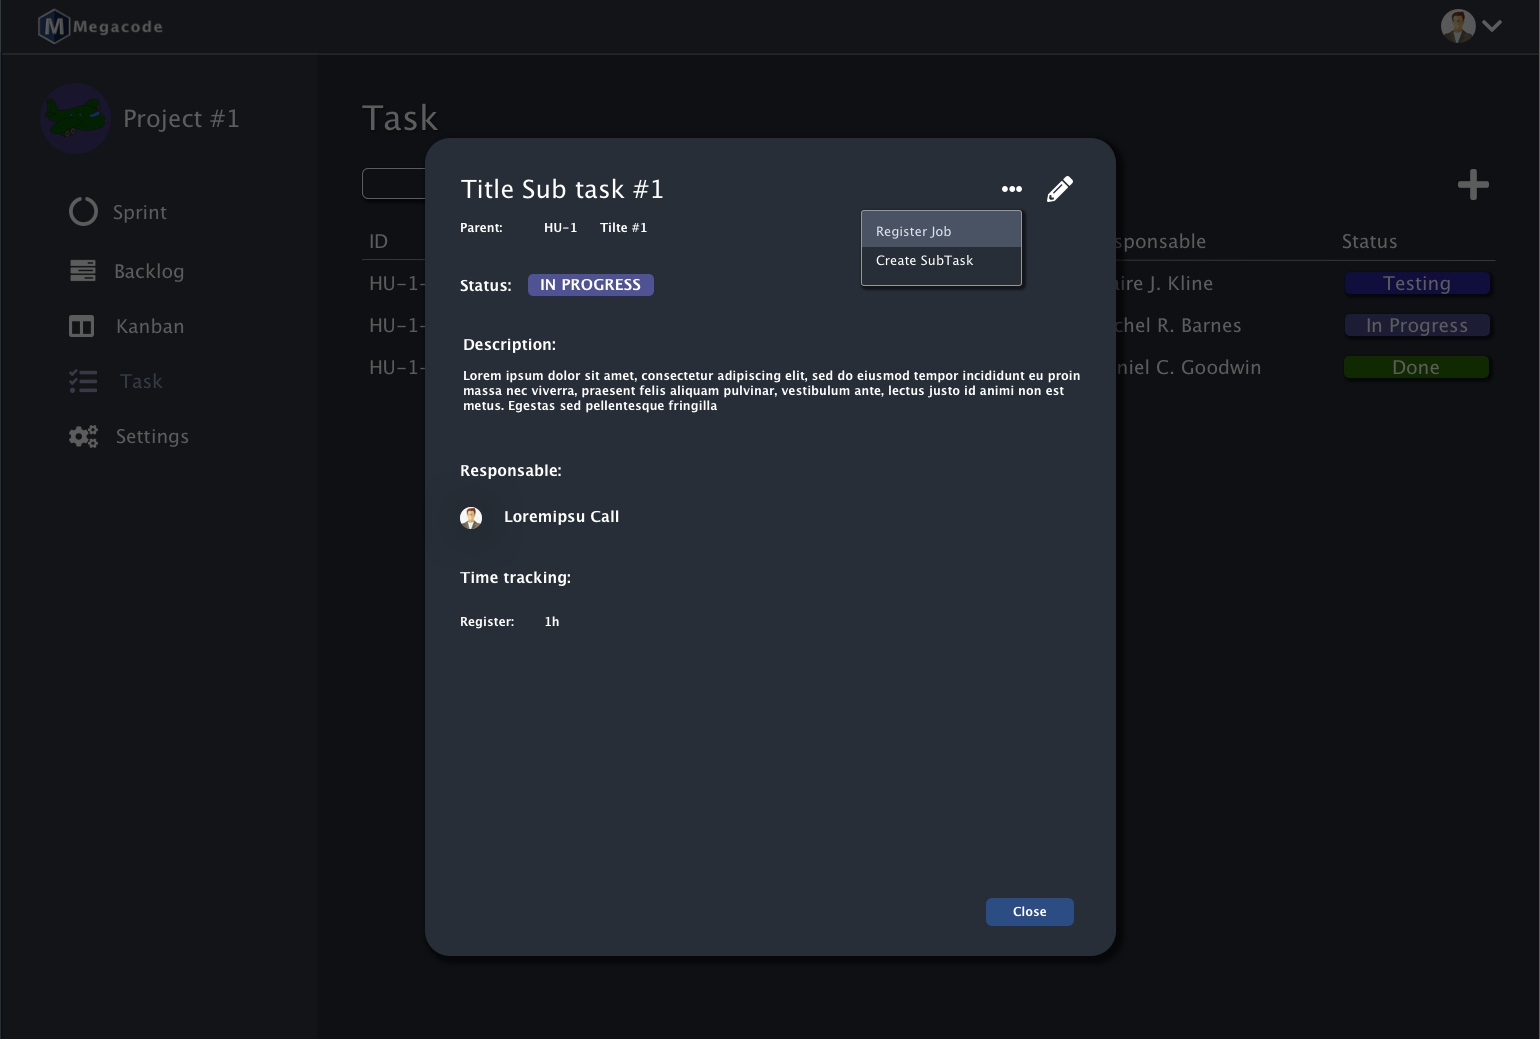 Megacode
Project #1
Sprint
Backlog
Kanban
Task
Settings
Task
ID
sponsable
Status
HU-1-
aire J. Kline
Testing
HU-1-
chel R. Barnes
In Progress
HU-1-
niel C. Goodwin
Done
Title Sub task #1
Parent: HU-1 Tilte #1
Register Job
Create SubTask
Status: IN PROGRESS
Description:
Lorem ipsum dolor sit amet, consectetur adipiscing elit, sed do eiusmod tempor incididunt eu proin
massa nec viverra, praesent felis aliquam pulvinar, vestibulum ante, lectus justo id animi non est
metus. Egestas sed pellentesque fringilla
Responsable:
Loremipsu Call
Time tracking:
Register: 1h
Close